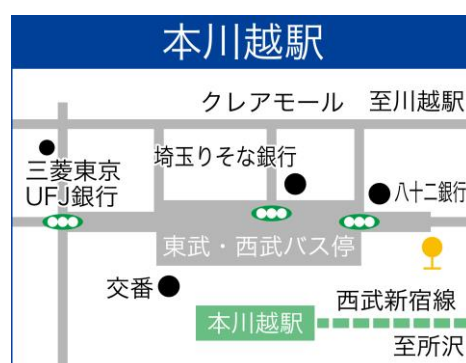 本川越駅
クレアモール 至川越駅
三菱東京
UFJ銀行
埼玉りそな銀行
八十二銀行
東武・西武バス停
交番
西武新宿線
本川越駅
至所沢